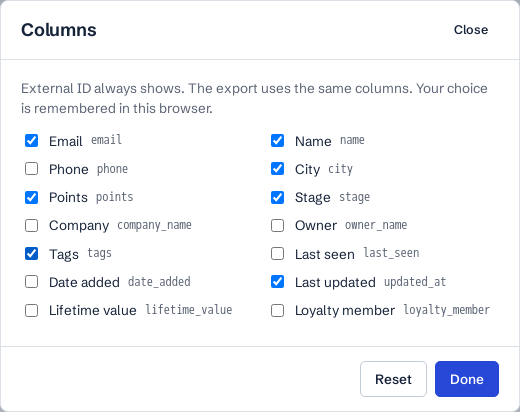 Columns Close
External ID always shows. The export uses the same columns. Your choice
is remembered in this browser.
Email email Name name
Phone phone City city
Points points Stage stage
Company company_name Owner owner_name
Tags tags Last seen last_seen
Date added date_added Last updated updated_at
Lifetime value lifetime_value Loyalty member loyalty_member
Reset Done